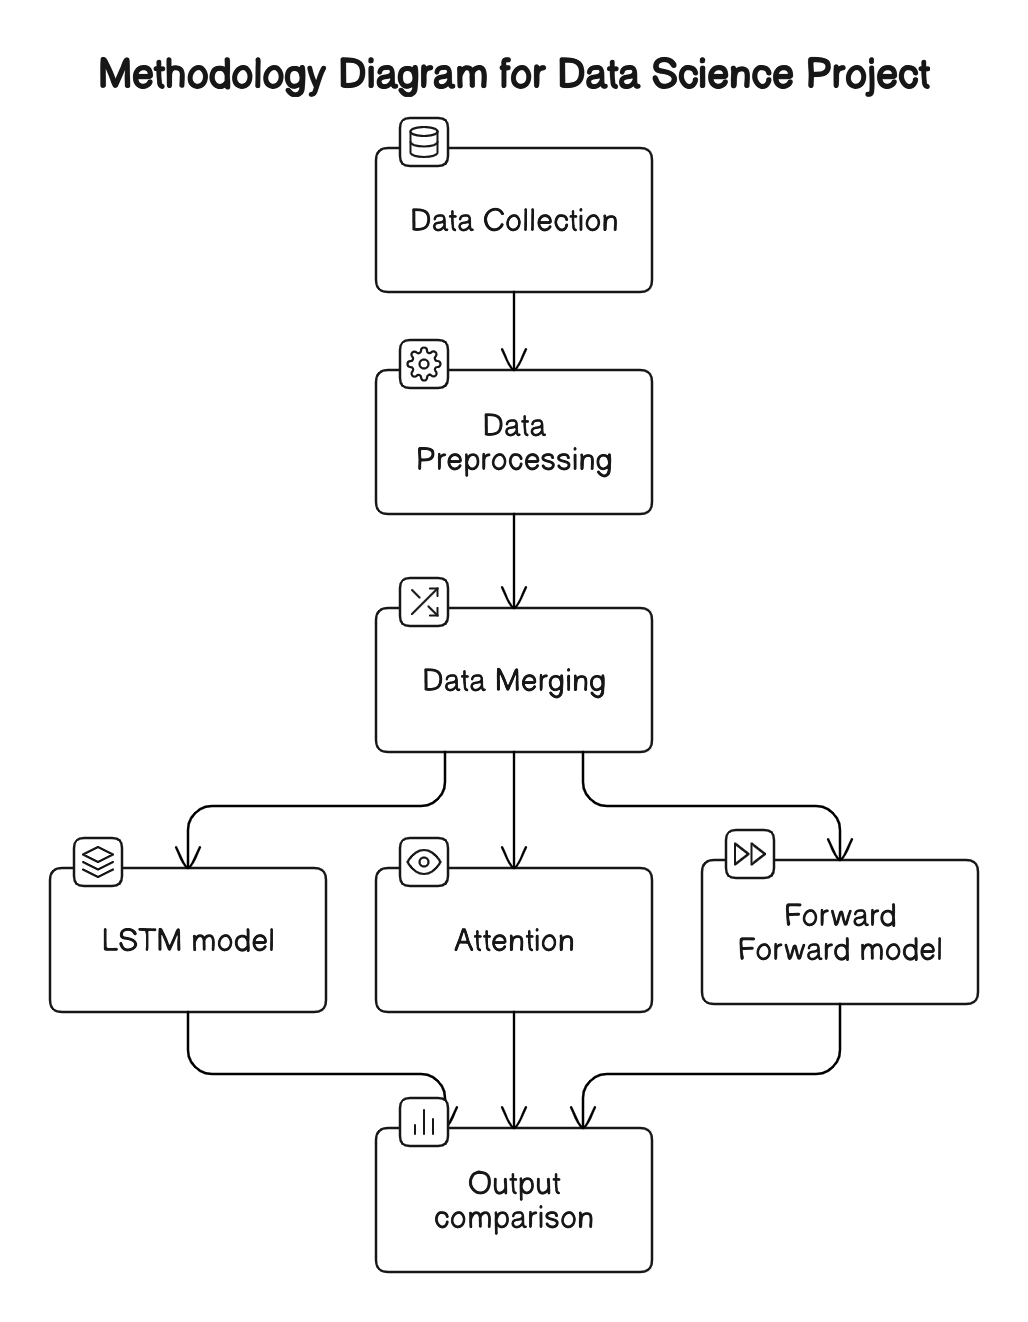 Methodology Diagram for Data Science Project
Data Collection
Data
Preprocessing
Data Merging
LSTM model
Attention
Forward
Forward model
Output
comparison